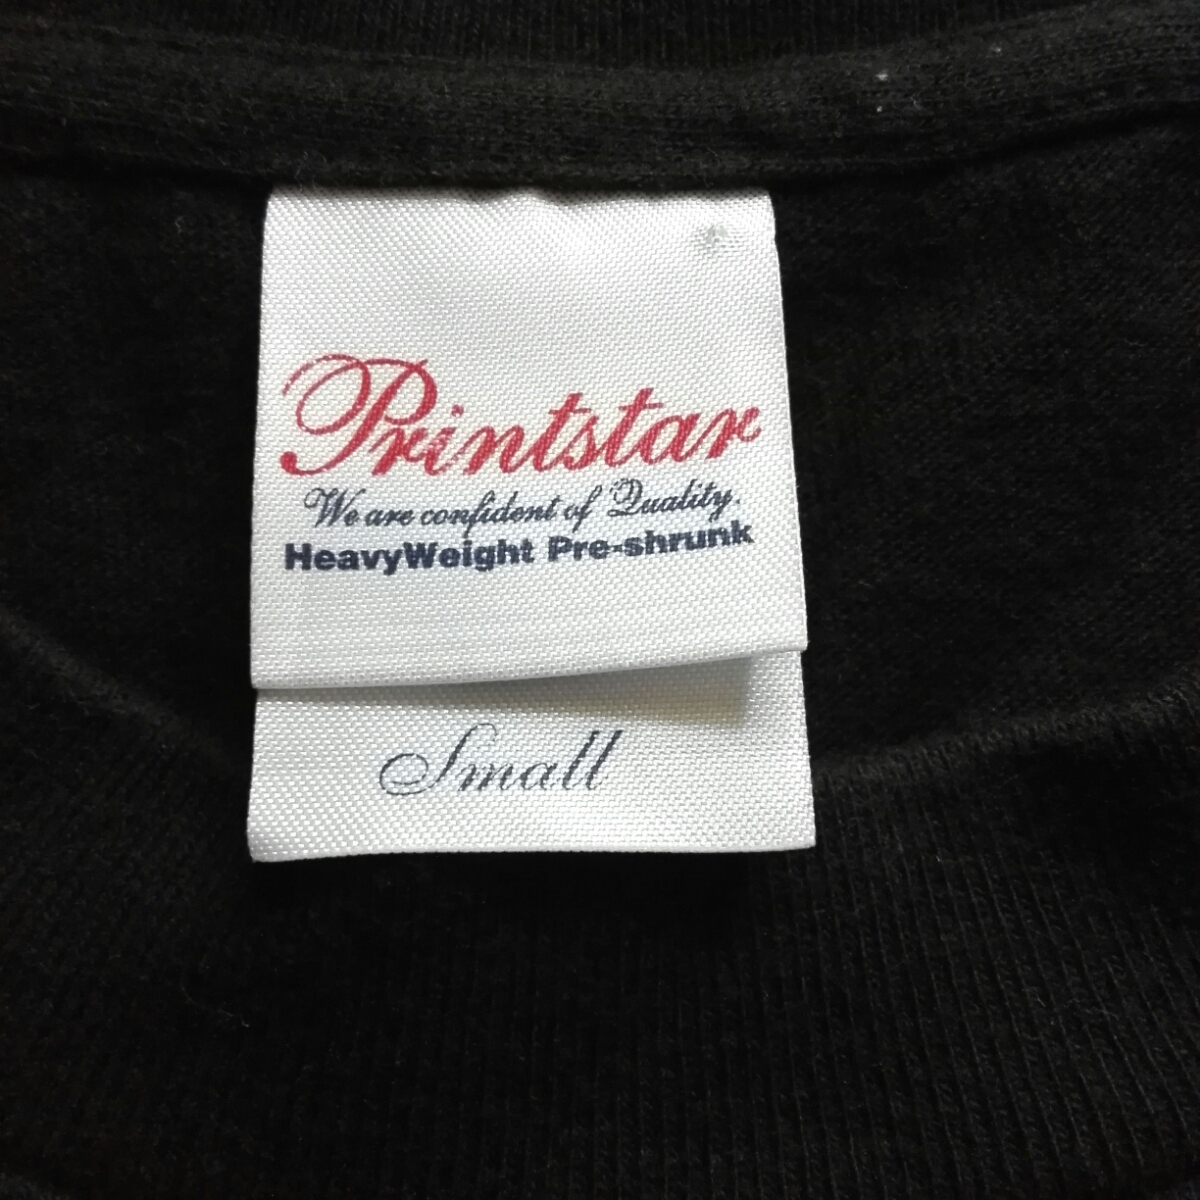 Printstar
We are confident of Quality.
HeavyWeight Pre-shrunk
Small